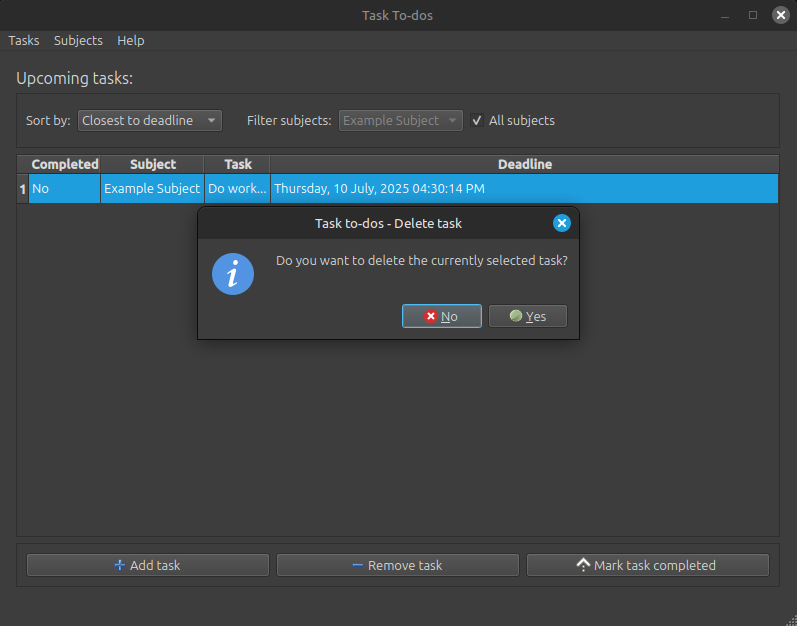 Task To-dos
Tasks Subjects Help
Upcoming tasks:
Sort by: Closest to deadline Filter subjects: Example Subject All subjects
Completed Subject Task Deadline
1 No Example Subject Do work... Thursday, 10 July, 2025 04:30:14 PM
Task to-dos - Delete task
Do you want to delete the currently selected task?
No Yes
Add task Remove task Mark task completed